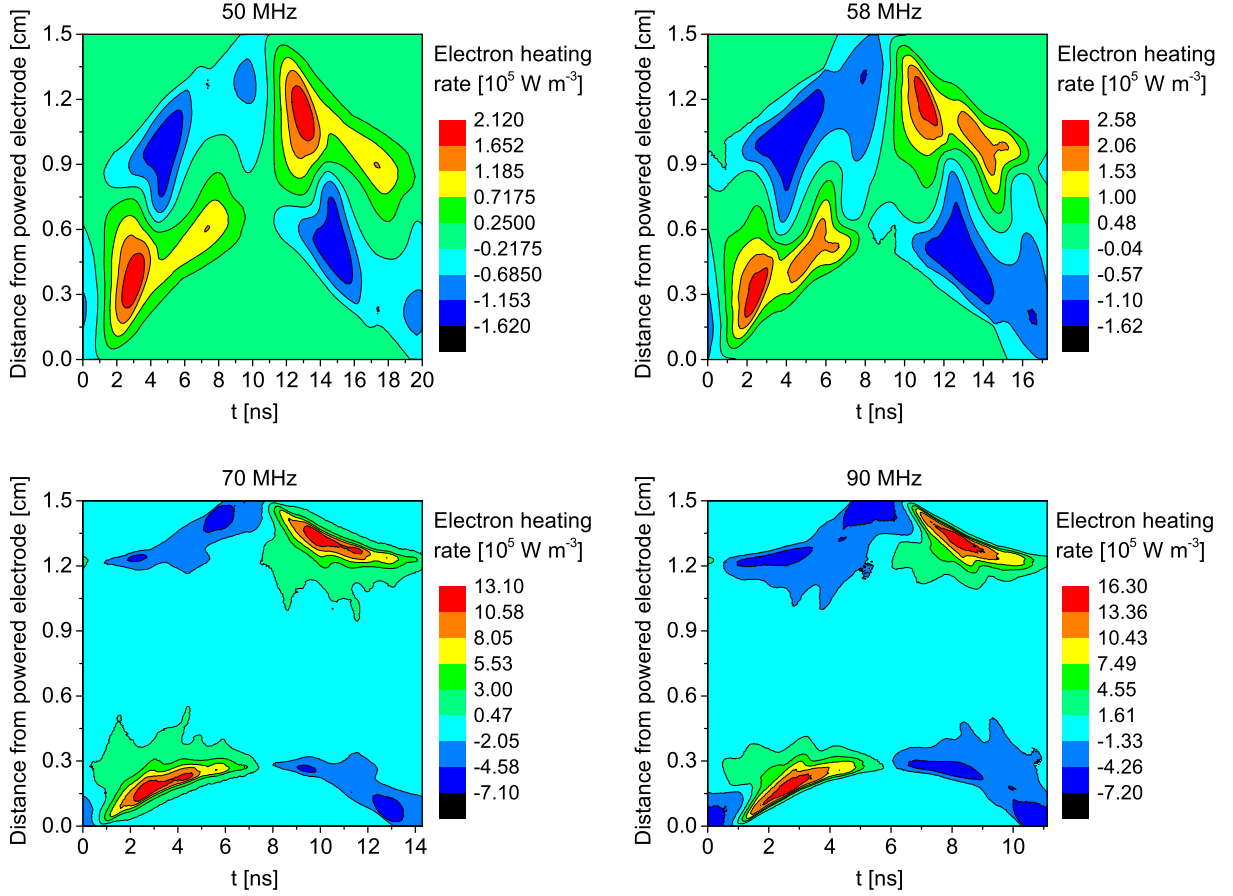 50 MHz
Distance from powered electrode [cm]
1.5
1.2
0.9
0.6
0.3
0.0
0 2 4 6 8 10 12 14 16 18 20
t [ns]
Electron heating
rate [10⁵ W m⁻³]
2.120
1.652
1.185
0.7175
0.2500
-0.2175
-0.6850
-1.153
-1.620
58 MHz
Distance from powered electrode [cm]
1.5
1.2
0.9
0.6
0.3
0.0
0 2 4 6 8 10 12 14 16
t [ns]
Electron heating
rate [10⁵ W m⁻³]
2.58
2.06
1.53
1.00
0.48
-0.04
-0.57
-1.10
-1.62
70 MHz
Distance from powered electrode [cm]
1.5
1.2
0.9
0.6
0.3
0.0
0 2 4 6 8 10 12 14
t [ns]
Electron heating
rate [10⁵ W m⁻³]
13.10
10.58
8.05
5.53
3.00
0.47
-2.05
-4.58
-7.10
90 MHz
Distance from powered electrode [cm]
1.5
1.2
0.9
0.6
0.3
0.0
0 2 4 6 8 10
t [ns]
Electron heating
rate [10⁵ W m⁻³]
16.30
13.36
10.43
7.49
4.55
1.61
-1.33
-4.26
-7.20